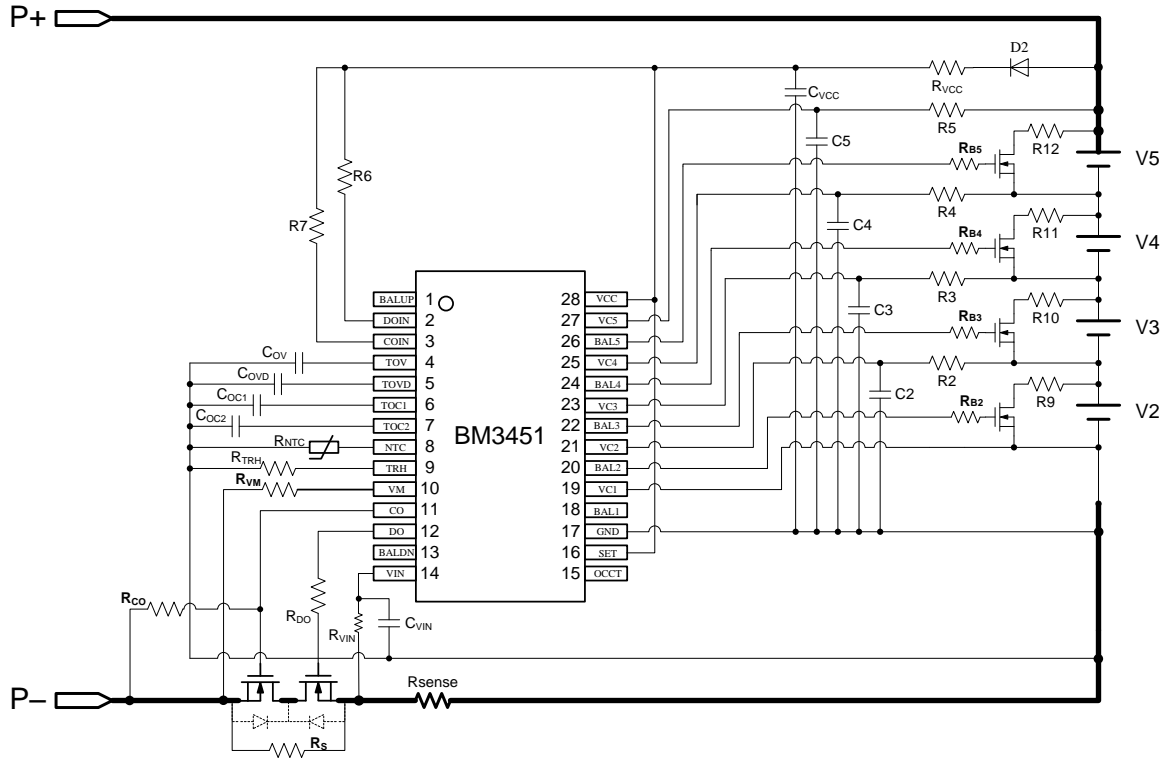 P+
D2
RVCC
CVCC
R5
C5
R12
V5
RB5
R6
R4
C4
R11
V4
RB4
R7
R3
C3
R10
V3
RB3
R2
C2
R9
V2
RB2
BM3451
BALUP 1
DOIN 2
COIN 3
TOV 4
TOVD 5
TOC1 6
TOC2 7
NTC 8
TRH 9
VM 10
CO 11
DO 12
BALDN 13
VIN 14
28 VCC
27 VC5
26 BAL5
25 VC4
24 BAL4
23 VC3
22 BAL3
21 VC2
20 BAL2
19 VC1
18 BAL1
17 GND
16 SET
15 OCCT
COV
COVD
COC1
COC2
RNTC
RTRH
RVM
RCO
RDO
RVIN
CVIN
P–
Rsense
RS